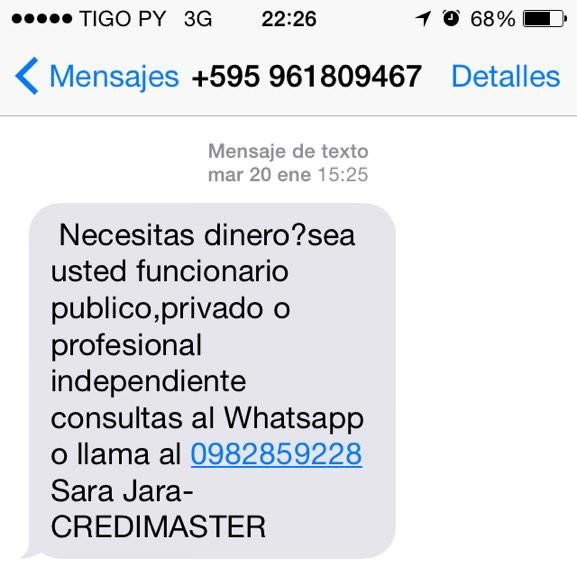 TIGO PY 3G 22:26 68%
Mensajes +595 961809467 Detalles
Mensaje de texto
mar 20 ene 15:25
Necesitas dinero?sea
usted funcionario
publico,privado o
profesional
independiente
consultas al Whatsapp
o llama al 0982859228
Sara Jara-
CREDIMASTER